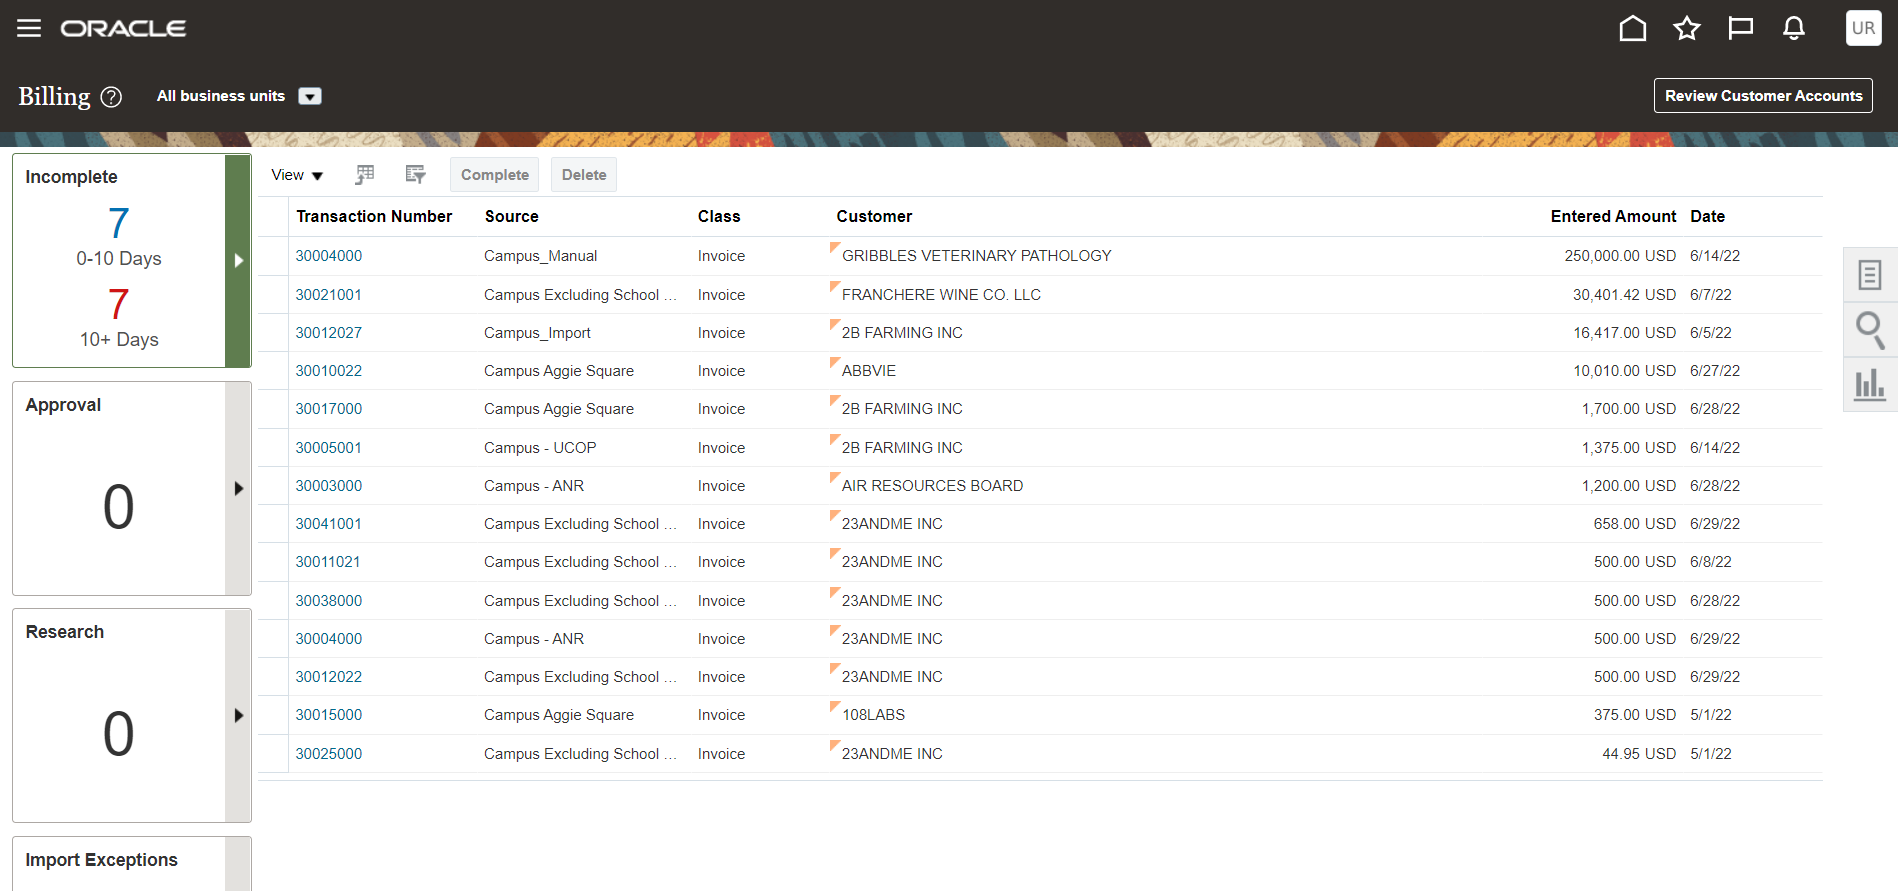 ORACLE
UR
Billing ? All business units
Review Customer Accounts
Incomplete
7
0-10 Days
7
10+ Days
Approval
0
Research
0
Import Exceptions
View Complete Delete
Transaction Number Source Class Customer Entered Amount Date
30004000 Campus_Manual Invoice GRIBBLES VETERINARY PATHOLOGY 250,000.00 USD 6/14/22
30021001 Campus Excluding School ... Invoice FRANCHERE WINE CO. LLC 30,401.42 USD 6/7/22
30012027 Campus_Import Invoice 2B FARMING INC 16,417.00 USD 6/5/22
30010022 Campus Aggie Square Invoice ABBVIE 10,010.00 USD 6/27/22
30017000 Campus Aggie Square Invoice 2B FARMING INC 1,700.00 USD 6/28/22
30005001 Campus - UCOP Invoice 2B FARMING INC 1,375.00 USD 6/14/22
30003000 Campus - ANR Invoice AIR RESOURCES BOARD 1,200.00 USD 6/28/22
30041001 Campus Excluding School ... Invoice 23ANDME INC 658.00 USD 6/29/22
30011021 Campus Excluding School ... Invoice 23ANDME INC 500.00 USD 6/8/22
30038000 Campus Excluding School ... Invoice 23ANDME INC 500.00 USD 6/28/22
30004000 Campus - ANR Invoice 23ANDME INC 500.00 USD 6/29/22
30012022 Campus Excluding School ... Invoice 23ANDME INC 500.00 USD 6/29/22
30015000 Campus Aggie Square Invoice 108LABS 375.00 USD 5/1/22
30025000 Campus Excluding School ... Invoice 23ANDME INC 44.95 USD 5/1/22